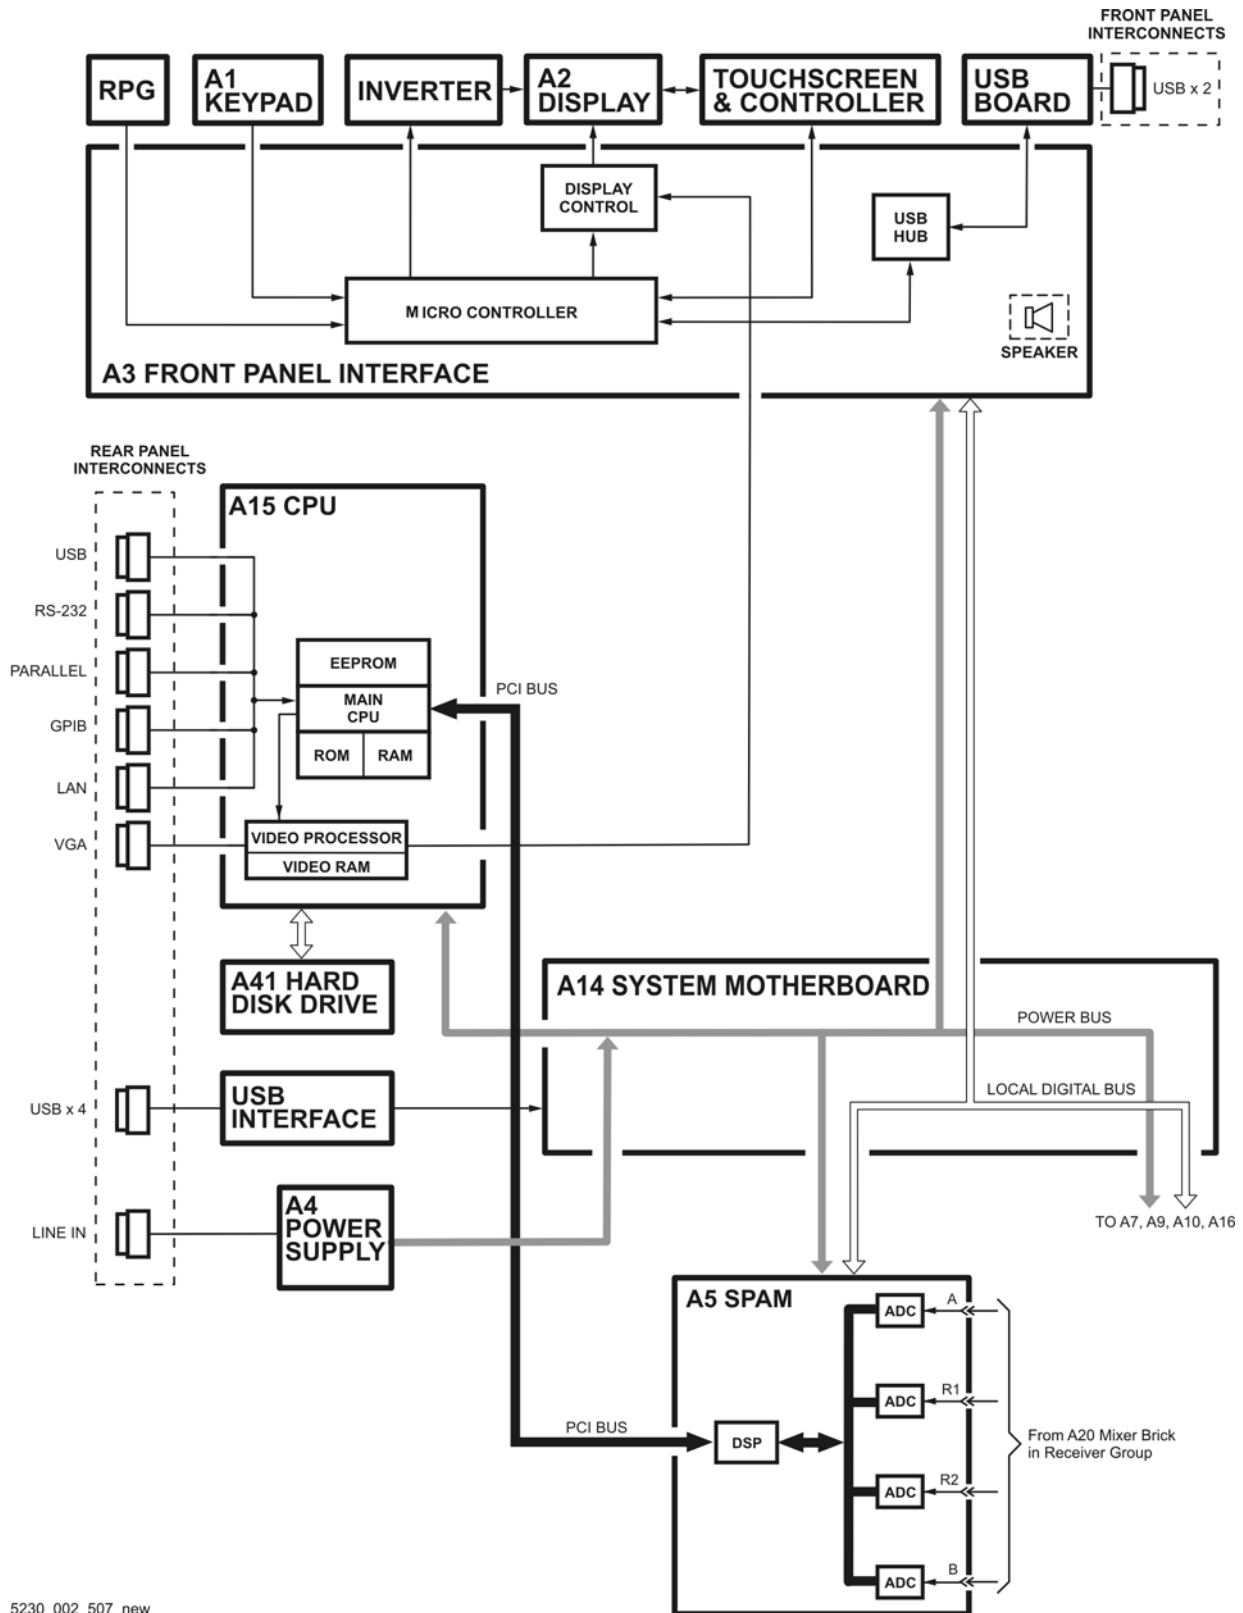 FRONT PANEL
INTERCONNECTS
RPG
A1
KEYPAD
INVERTER
A2
DISPLAY
TOUCHSCREEN
& CONTROLLER
USB
BOARD
USB x 2
DISPLAY
CONTROL
USB
HUB
MICRO CONTROLLER
SPEAKER
A3 FRONT PANEL INTERFACE
REAR PANEL
INTERCONNECTS
A15 CPU
USB
RS-232
PARALLEL
GPIB
LAN
VGA
EEPROM
MAIN
CPU
ROM
RAM
PCI BUS
VIDEO PROCESSOR
VIDEO RAM
A41 HARD
DISK DRIVE
A14 SYSTEM MOTHERBOARD
POWER BUS
LOCAL DIGITAL BUS
USB x 4
USB
INTERFACE
LINE IN
A4
POWER
SUPPLY
TO A7, A9, A10, A16
A5 SPAM
ADC
A
ADC
R1
PCI BUS
DSP
From A20 Mixer Brick
in Receiver Group
ADC
R2
ADC
B
5230_002_507_new